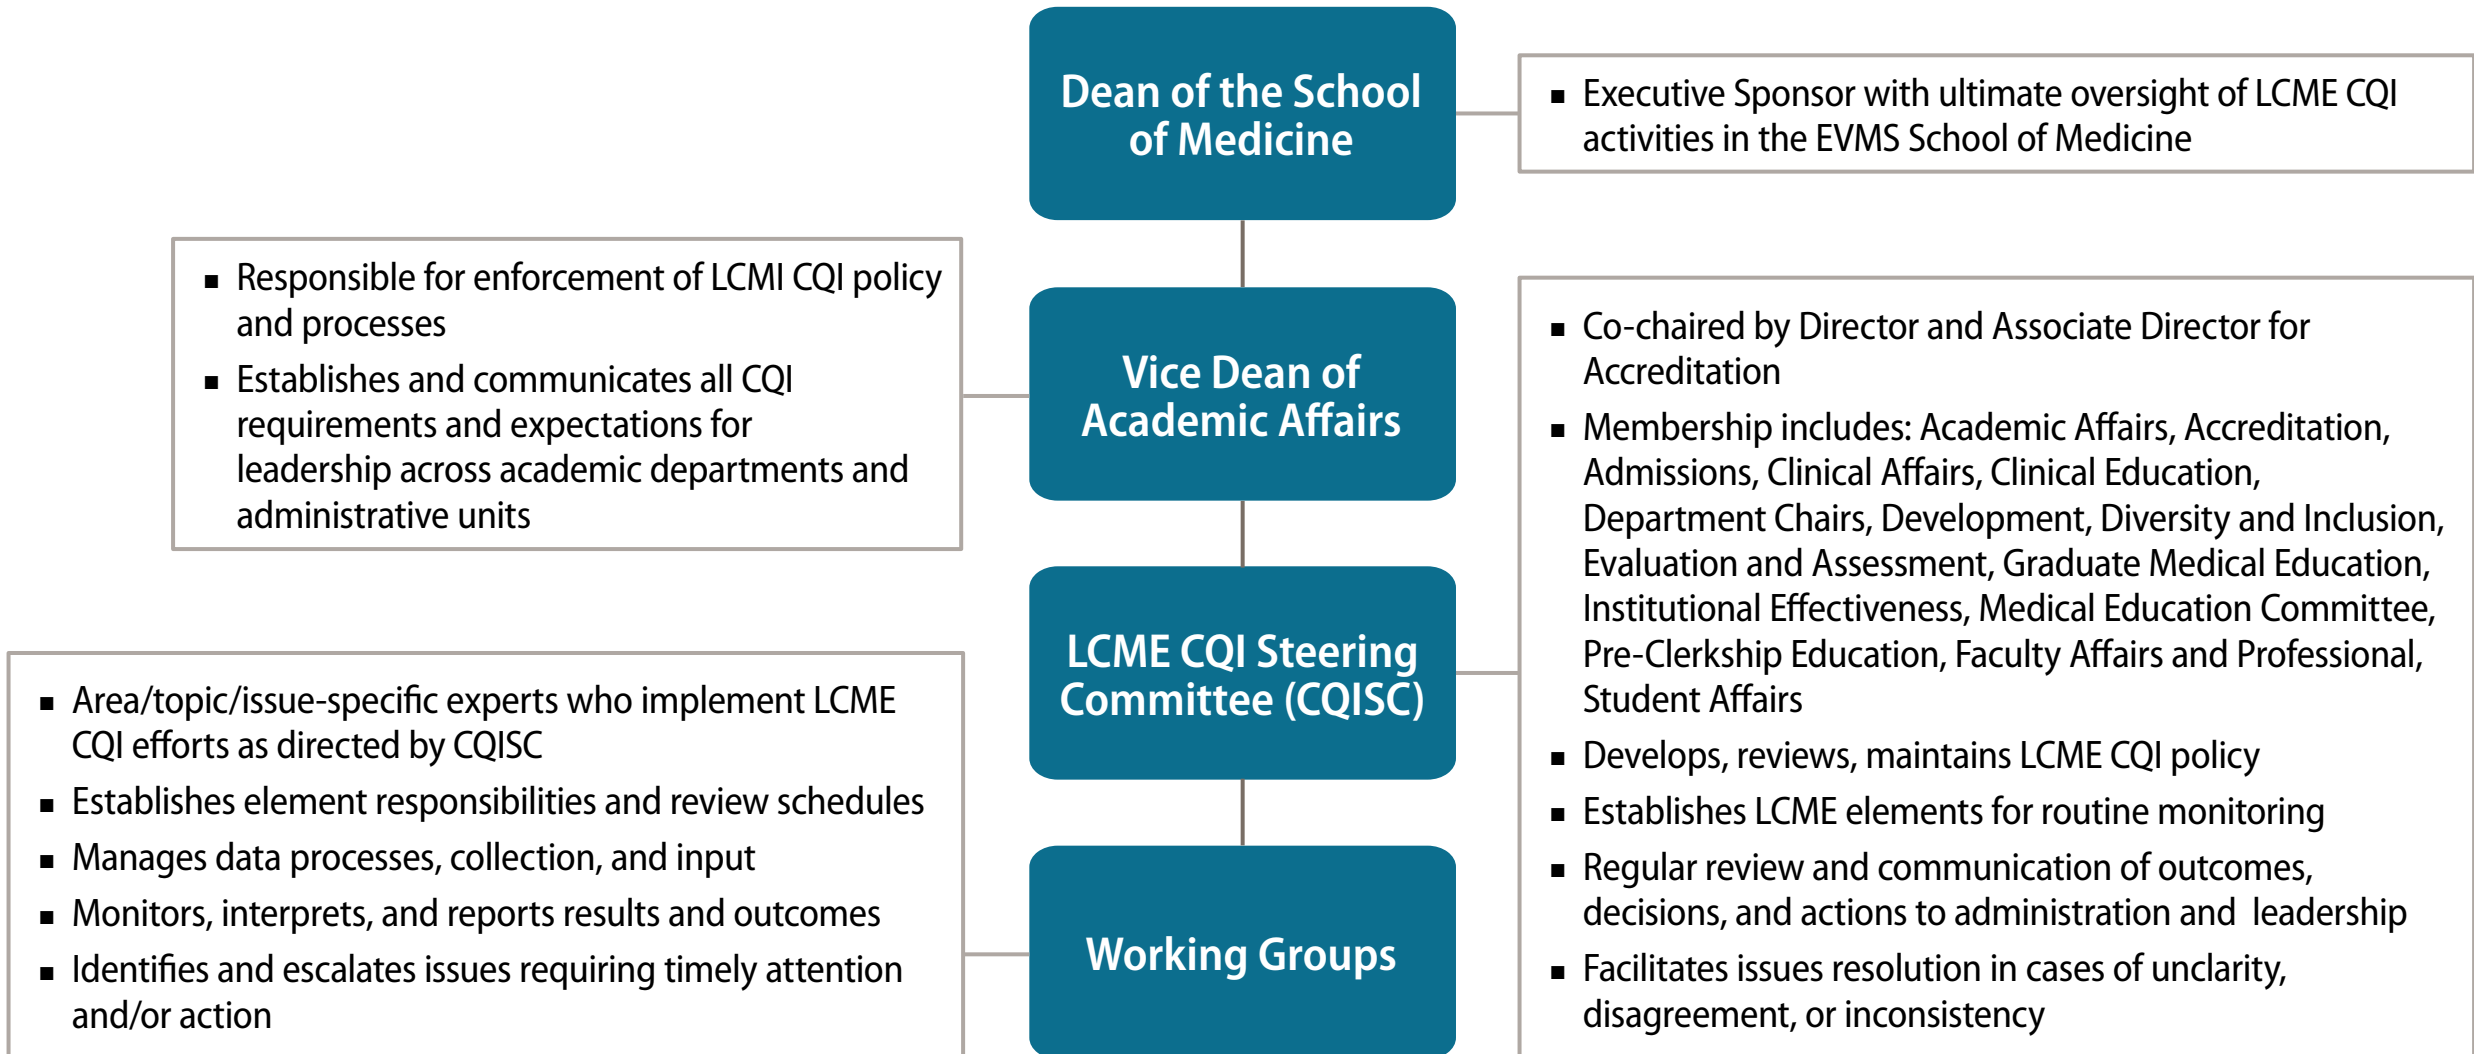 Dean of the School
of Medicine
▪ Executive Sponsor with ultimate oversight of LCME CQI
activities in the EVMS School of Medicine
▪ Responsible for enforcement of LCMI CQI policy
and processes
▪ Establishes and communicates all CQI
requirements and expectations for
leadership across academic departments and
administrative units
Vice Dean of
Academic Affairs
▪ Co-chaired by Director and Associate Director for
Accreditation
▪ Membership includes: Academic Affairs, Accreditation,
Admissions, Clinical Affairs, Clinical Education,
Department Chairs, Development, Diversity and Inclusion,
Evaluation and Assessment, Graduate Medical Education,
Institutional Effectiveness, Medical Education Committee,
Pre-Clerkship Education, Faculty Affairs and Professional,
Student Affairs
▪ Develops, reviews, maintains LCME CQI policy
▪ Establishes LCME elements for routine monitoring
▪ Regular review and communication of outcomes,
decisions, and actions to administration and leadership
▪ Facilitates issues resolution in cases of unclarity,
disagreement, or inconsistency
LCME CQI Steering
Committee (CQISC)
▪ Area/topic/issue-specific experts who implement LCME
CQI efforts as directed by CQISC
▪ Establishes element responsibilities and review schedules
▪ Manages data processes, collection, and input
▪ Monitors, interprets, and reports results and outcomes
▪ Identifies and escalates issues requiring timely attention
and/or action
Working Groups